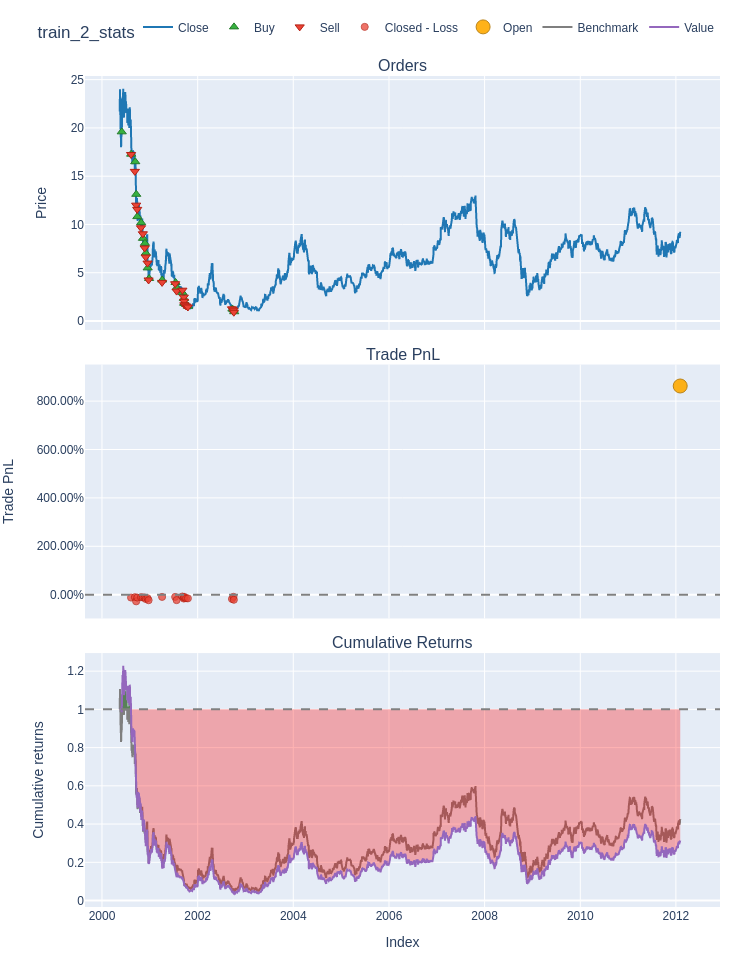 train_2_stats
Close
Buy
Sell
Closed - Loss
Open
Benchmark
Value
Orders
25
20
15
10
5
0
Price
Trade PnL
800.00%
600.00%
400.00%
200.00%
0.00%
Trade PnL
Cumulative Returns
1.2
1
0.8
0.6
0.4
0.2
0
Cumulative returns
2000 2002 2004 2006 2008 2010 2012
Index